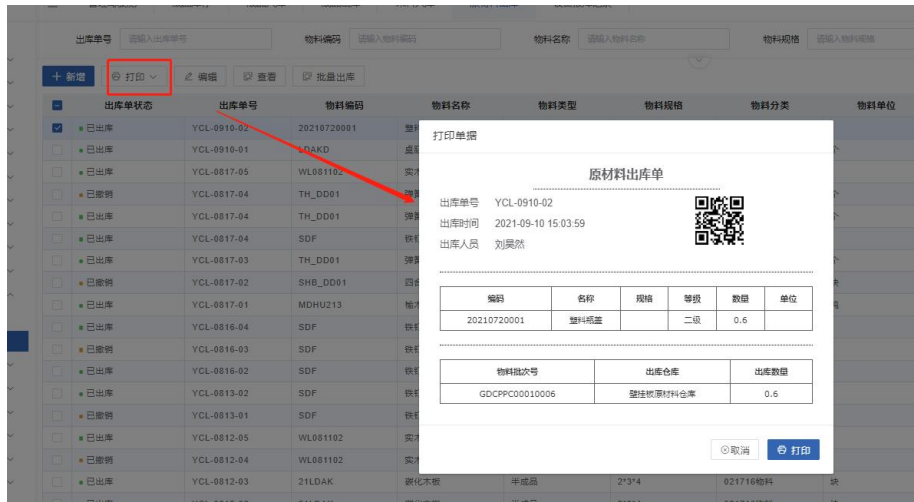 出库单号 请输入出库单号 物料编码 请输入物料编码 物料名称 请输入物料名称 物料规格 请输入物料规格
+ 新增 打印 编辑 查看 批量出库
出库单状态 出库单号 物料编码 物料名称 物料类型 物料规格 物料分类 物料单位
已出库 YCL-0910-02 20210720001
已出库 YCL-0910-01 LDAKD
已出库 YCL-0817-05 WL081102
已撤销 YCL-0817-04 TH_DD01
已出库 YCL-0817-04 TH_DD01
已出库 YCL-0817-04 SDF
已出库 YCL-0817-03 TH_DD01
已撤销 YCL-0817-02 SHB_DD01
已出库 YCL-0817-01 MDHU213
已出库 YCL-0816-04 SDF
已撤销 YCL-0816-03 SDF
已出库 YCL-0816-02 SDF
已出库 YCL-0813-02 SDF
已撤销 YCL-0813-01 SDF
已出库 YCL-0812-05 WL081102
已撤销 YCL-0812-04 WL081102
已出库 YCL-0812-03 21LDAK 碳化木板 半成品 2*3*4 021716物料 块
打印单据
原材料出库单
出库单号 YCL-0910-02
出库时间 2021-09-10 15:03:59
出库人员 刘昊然
编码 名称 规格 等级 数量 单位
20210720001 塑料瓶盖 二级 0.6
物料批次号 出库仓库 出库数量
GDCPPC00010006 壁挂板原材料仓库 0.6
取消 打印